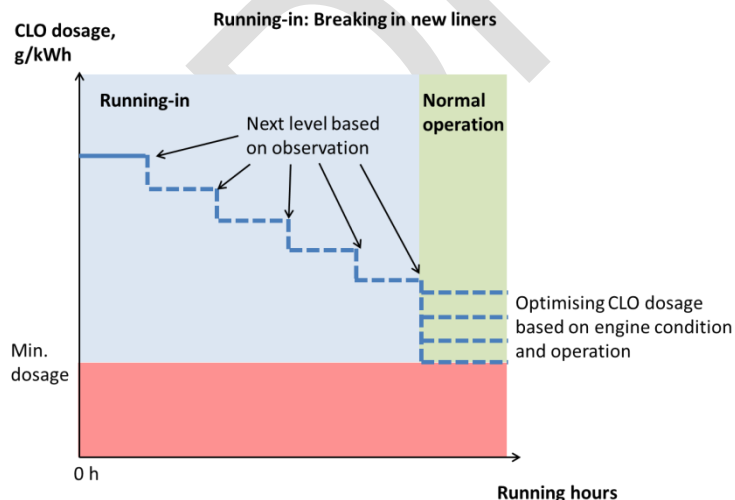 Running-in: Breaking in new liners
CLO dosage,
g/kWh
Running-in
Normal
operation
Next level based
on observation
Optimising CLO dosage
based on engine condition
and operation
Min.
dosage
0 h
Running hours